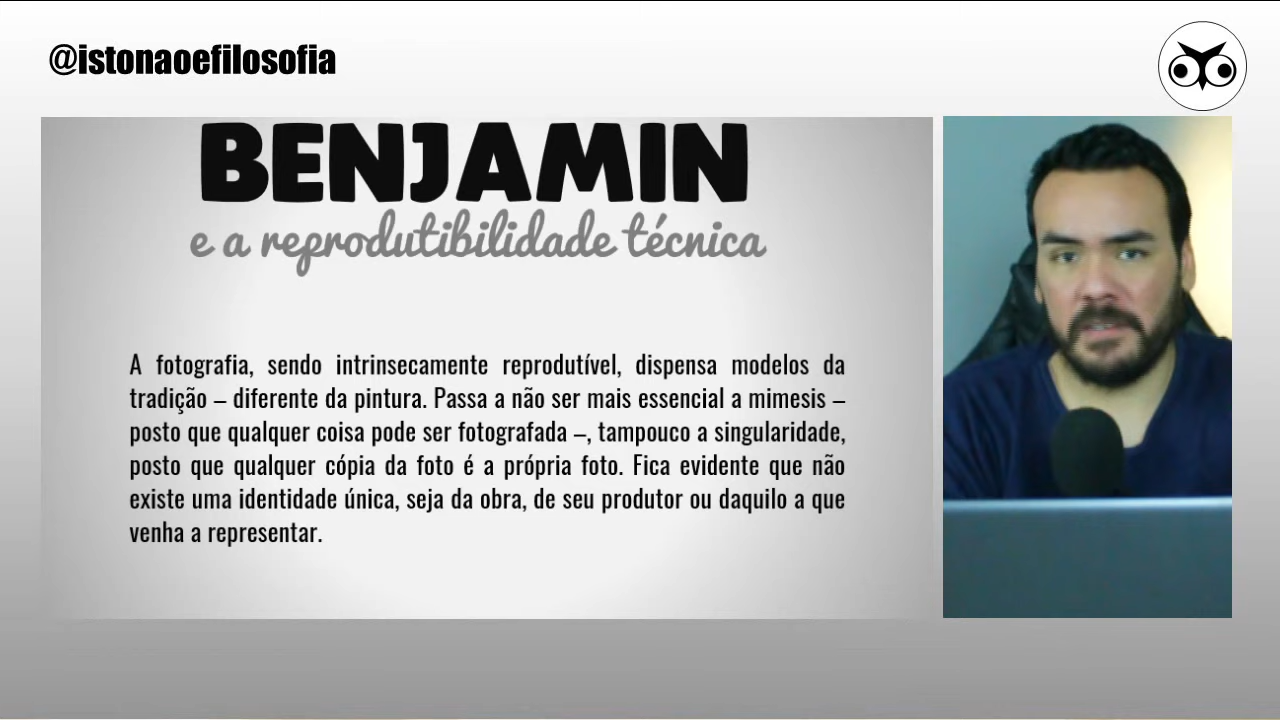 @istonaoefilosofia
BENJAMIN
e a reprodutibilidade técnica
A fotografia, sendo intrinsecamente reprodutível, dispensa modelos da
tradição – diferente da pintura. Passa a não ser mais essencial a mimesis –
posto que qualquer coisa pode ser fotografada –, tampouco a singularidade,
posto que qualquer cópia da foto é a própria foto. Fica evidente que não
existe uma identidade única, seja da obra, de seu produtor ou daquilo a que
venha a representar.